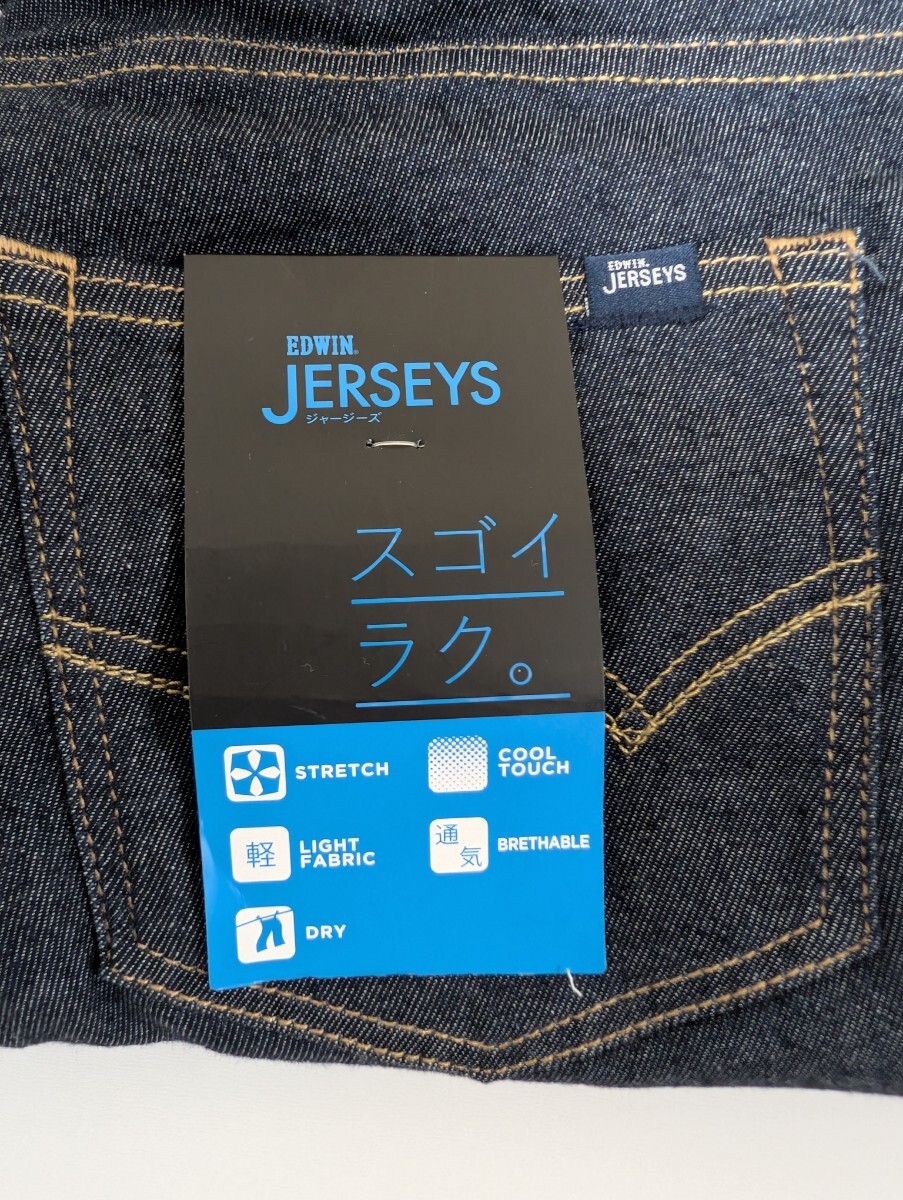 EDWIN®
JERSEYS
ジャージーズ
スゴイ
ラク。
STRETCH
COOL
TOUCH
軽
LIGHT
FABRIC
通
気
BRETHABLE
DRY
EDWIN®
JERSEYS